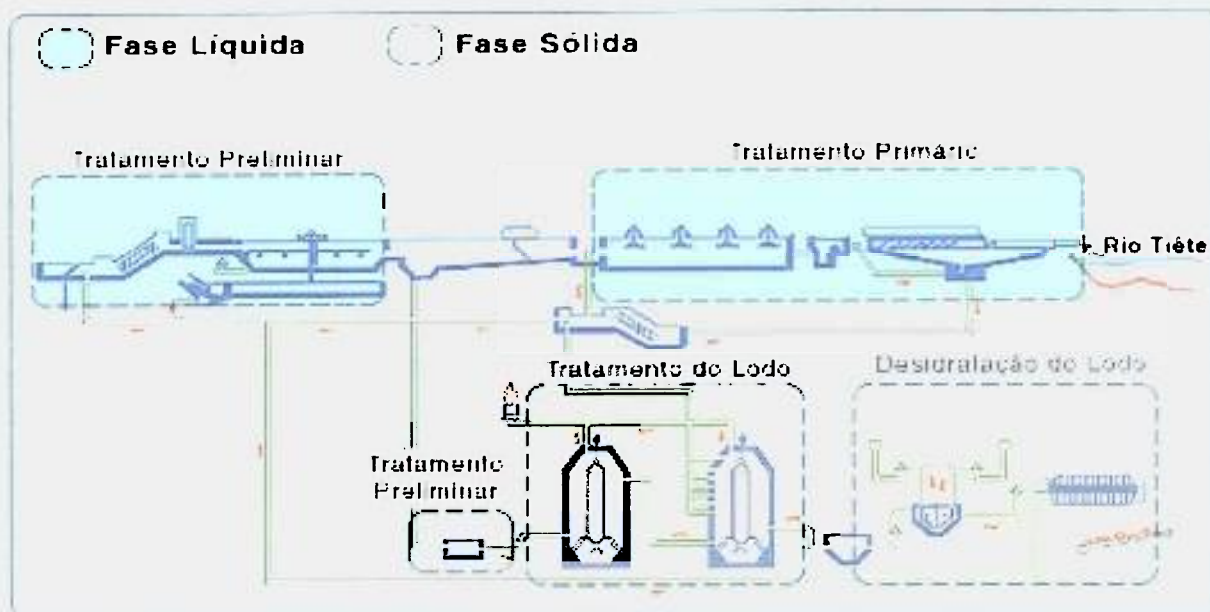 Fase Líquida
Fase Sólida
Tratamento Preliminar
Tratamento Primário
Rio Tiête
Tratamento do Lodo
Desidratação do Lodo
Tratamento
Preliminar